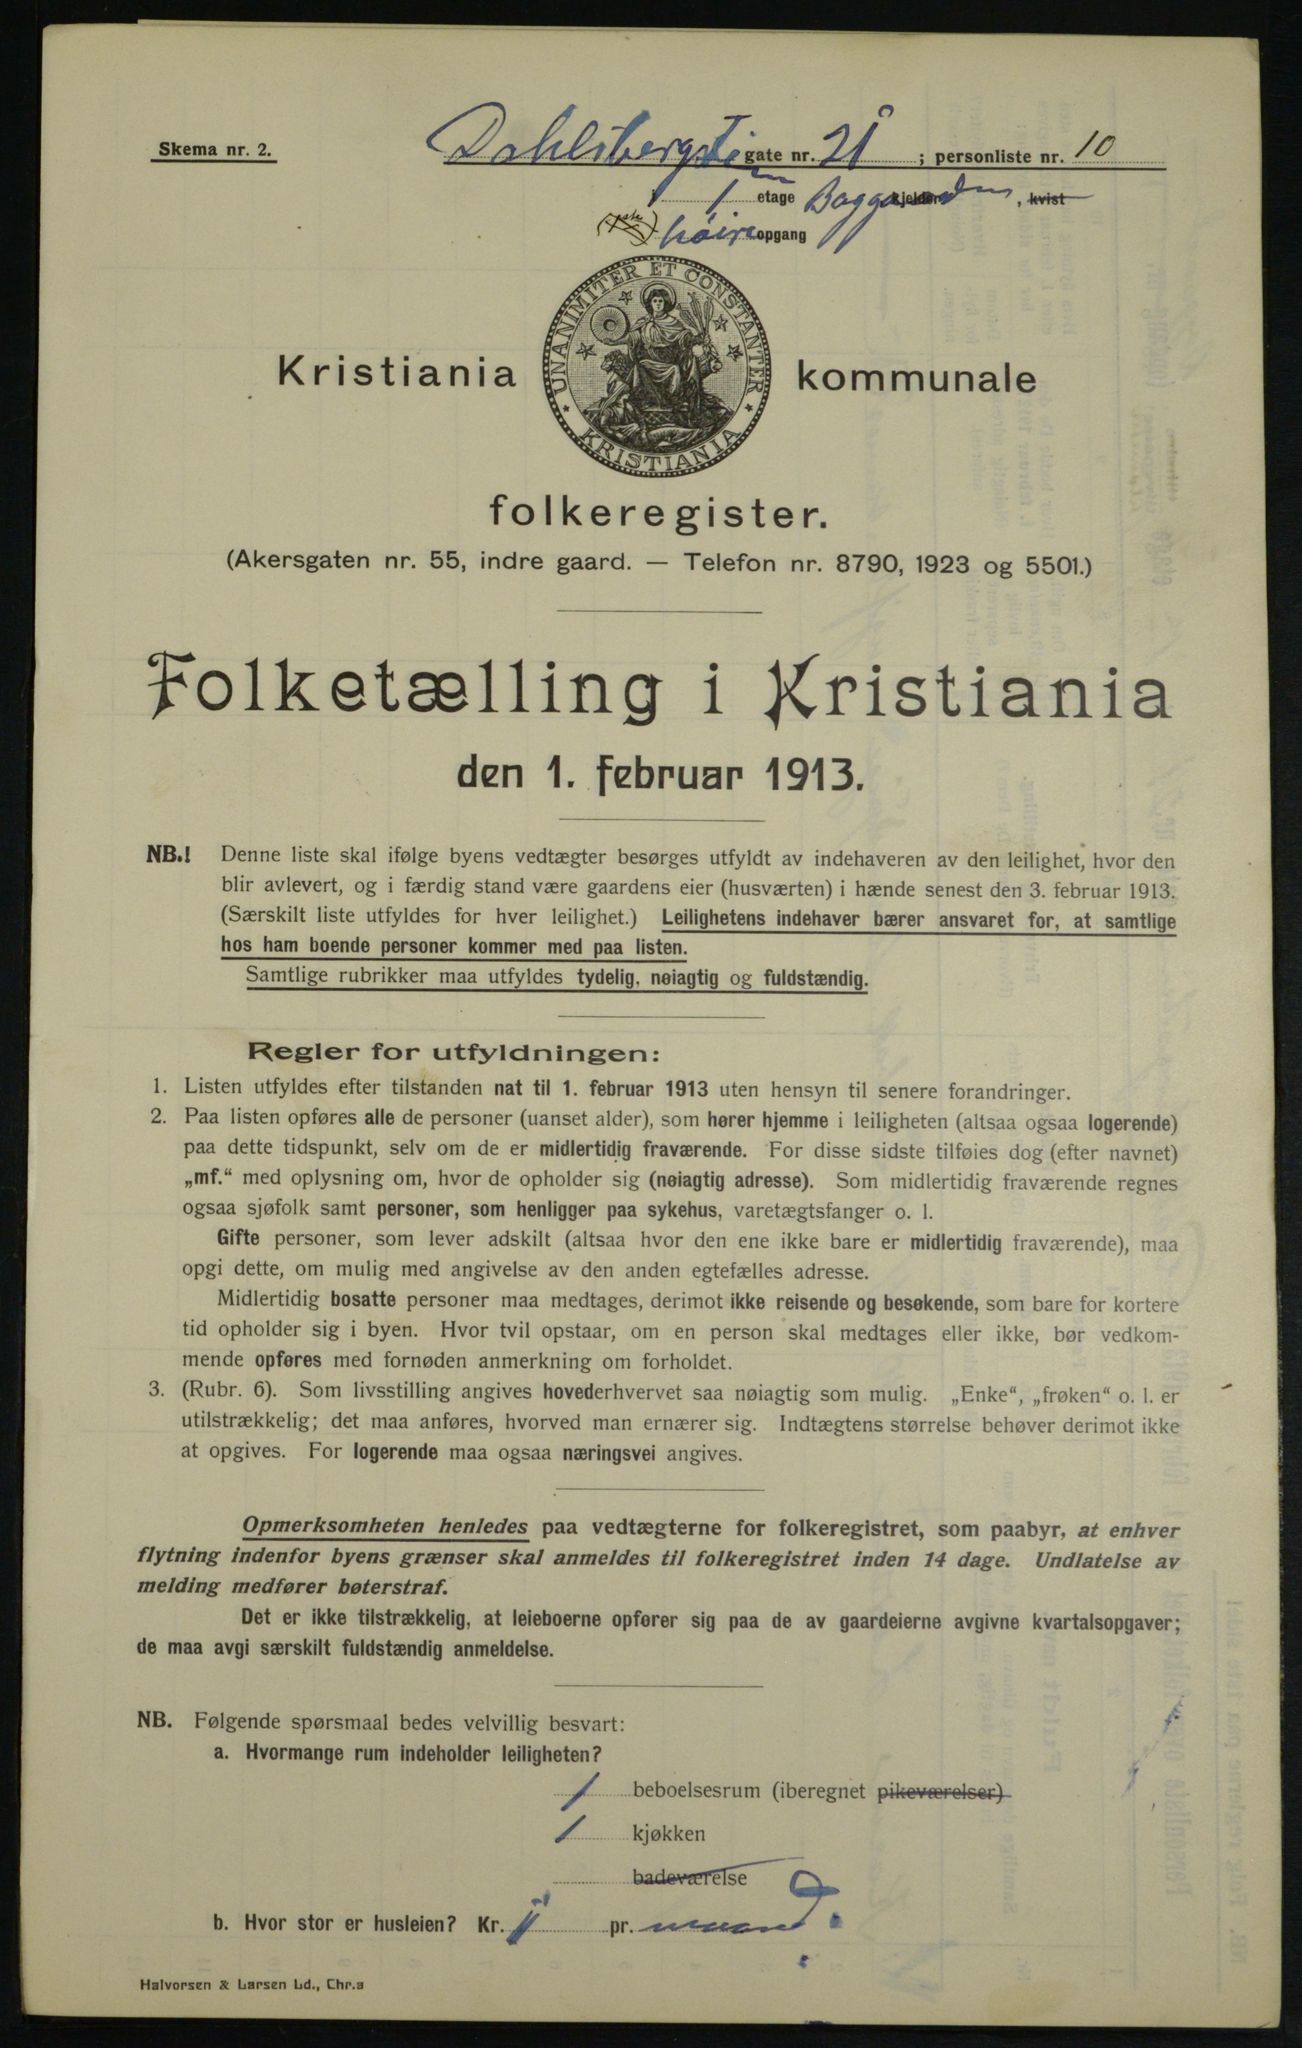 Skema nr. 2.
Dahlsbergsti gate nr. 21 ; personliste nr. 10
1 etage Baggaarden kjelder, kvist
høire opgang
UNANIMITER ET CONSTANTER
KRISTIANIA
Kristiania kommunale
folkeregister.
(Akersgaten nr. 55, indre gaard. — Telefon nr. 8790, 1923 og 5501.)
Folketælling i Kristiania
den 1. februar 1913.
NB.! Denne liste skal ifølge byens vedtægter besørges utfyldt av indehaveren av den leilighet, hvor den
blir avlevert, og i færdig stand være gaardens eier (husværten) i hænde senest den 3. februar 1913.
(Særskilt liste utfyldes for hver leilighet.) Leilighetens indehaver bærer ansvaret for, at samtlige
hos ham boende personer kommer med paa listen.
Samtlige rubrikker maa utfyldes tydelig, nøiagtig og fuldstændig.
Regler for utfyldningen:
1. Listen utfyldes efter tilstanden nat til 1. februar 1913 uten hensyn til senere forandringer.
2. Paa listen opføres alle de personer (uanset alder), som hører hjemme i leiligheten (altsaa ogsaa logerende)
paa dette tidspunkt, selv om de er midlertidig fraværende. For disse sidste tilføies dog (efter navnet)
„mf.“ med oplysning om, hvor de opholder sig (nøiagtig adresse). Som midlertidig fraværende regnes
ogsaa sjøfolk samt personer, som henligger paa sykehus, varetægtsfanger o. l.
Gifte personer, som lever adskilt (altsaa hvor den ene ikke bare er midlertidig fraværende), maa
opgi dette, om mulig med angivelse av den anden egtefælles adresse.
Midlertidig bosatte personer maa medtages, derimot ikke reisende og besøkende, som bare for kortere
tid opholder sig i byen. Hvor tvil opstaar, om en person skal medtages eller ikke, bør vedkom-
mende opføres med fornøden anmerkning om forholdet.
3. (Rubr. 6). Som livsstilling angives hovederhvervet saa nøiagtig som mulig. „Enke“, „frøken“ o. l. er
utilstrækkelig; det maa anføres, hvorved man ernærer sig. Indtægtens størrelse behøver derimot ikke
at opgives. For logerende maa ogsaa næringsvei angives.
Opmerksomheten henledes paa vedtægterne for folkeregistret, som paabyr, at enhver
flytning indenfor byens grænser skal anmeldes til folkeregistret inden 14 dage. Undlatelse av
melding medfører bøterstraf.
Det er ikke tilstrækkelig, at leieboerne opfører sig paa de av gaardeierne avgivne kvartalsopgaver;
de maa avgi særskilt fuldstændig anmeldelse.
NB. Følgende spørsmaal bedes velvillig besvart:
a. Hvormange rum indeholder leiligheten?
1 beboelsesrum (iberegnet pikeværelser)
1 kjøkken
badeværelse
b. Hvor stor er husleien? Kr. 11 pr. maaned.
Halvorsen & Larsen Ld., Chr.a